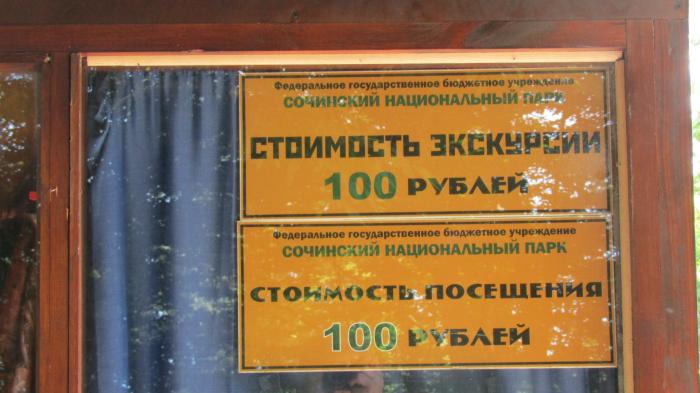 Федеральное государственное бюджетное учреждение
СОЧИНСКИЙ НАЦИОНАЛЬНЫЙ ПАРК
СТОИМОСТЬ ЭКСКУРСИИ
100 РУБЛЕЙ
Федеральное государственное бюджетное учреждение
СОЧИНСКИЙ НАЦИОНАЛЬНЫЙ ПАРК
СТОИМОСТЬ ПОСЕЩЕНИЯ
100 РУБЛЕЙ